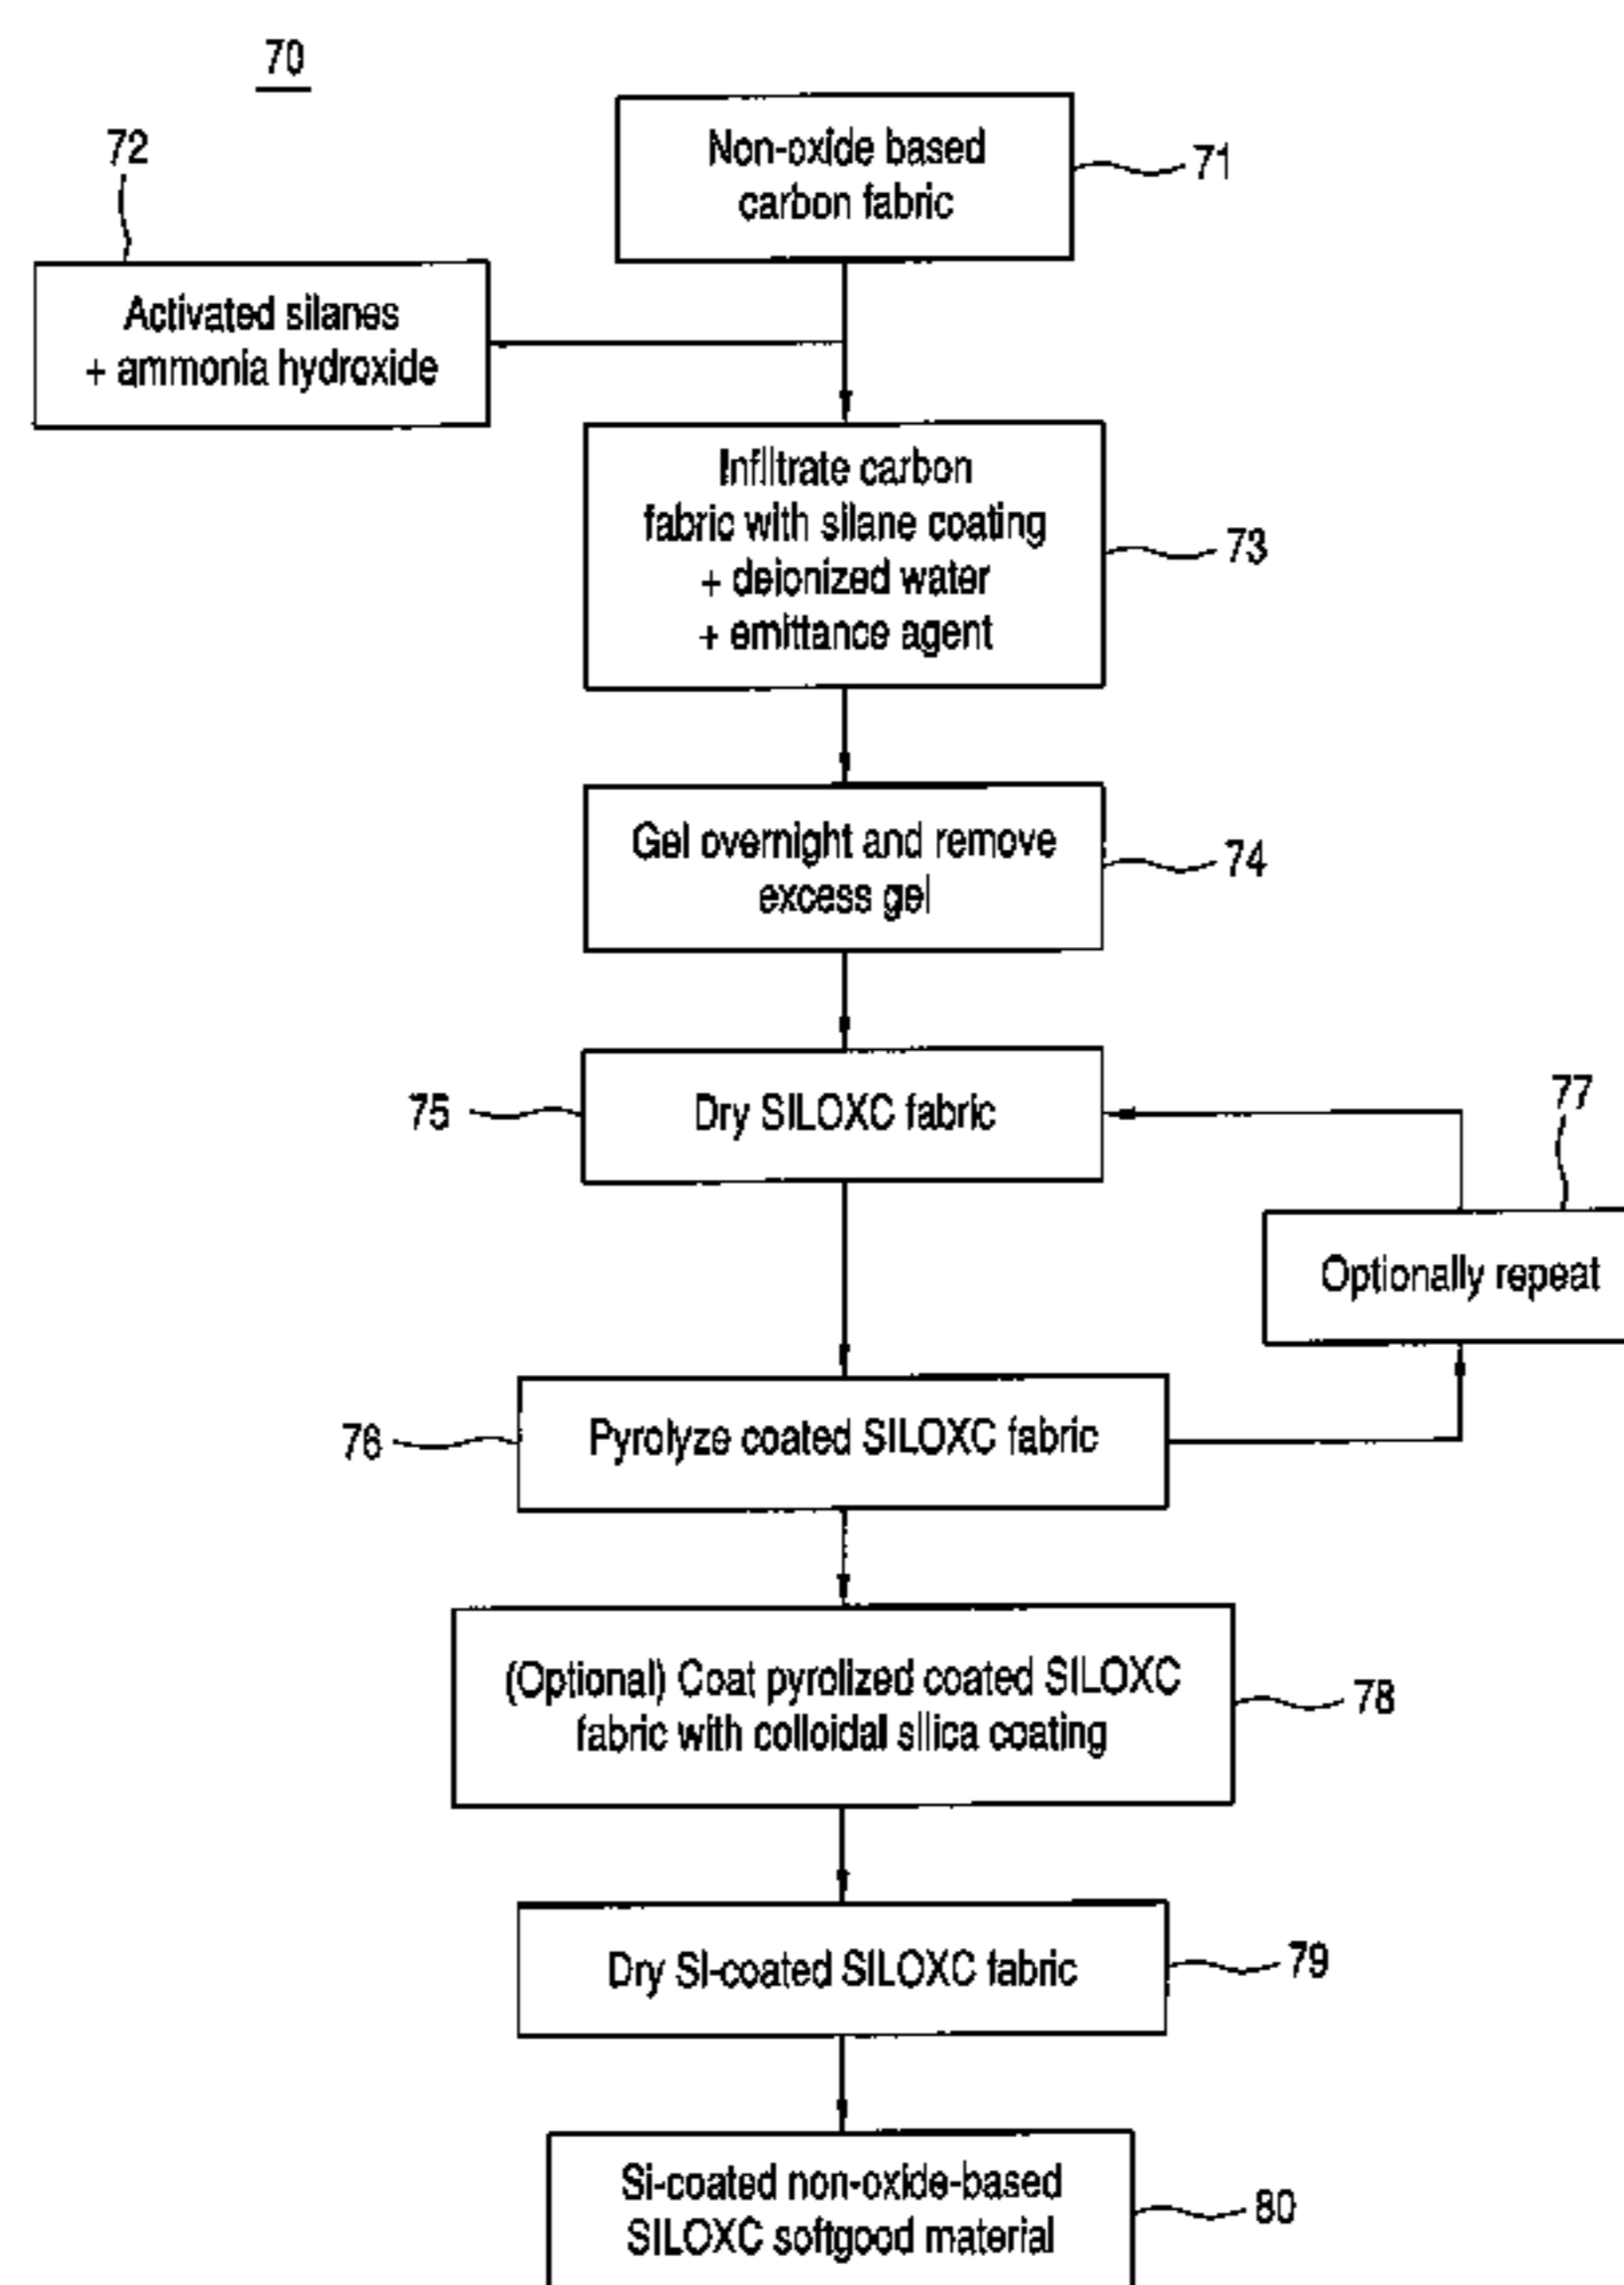 70
Non-oxide based
carbon fabric
71
72
Activated silanes
+ ammonia hydroxide
Infiltrate carbon
fabric with silane coating
+ deionized water
+ emittance agent
73
Gel overnight and remove
excess gel
74
75
Dry SILOXC fabric
77
Optionally repeat
76
Pyrolyze coated SILOXC fabric
(Optional) Coat pyrolized coated SILOXC
fabric with colloidal silica coating
78
Dry Si-coated SILOXC fabric
79
Si-coated non-oxide-based
SILOXC softgood material
80